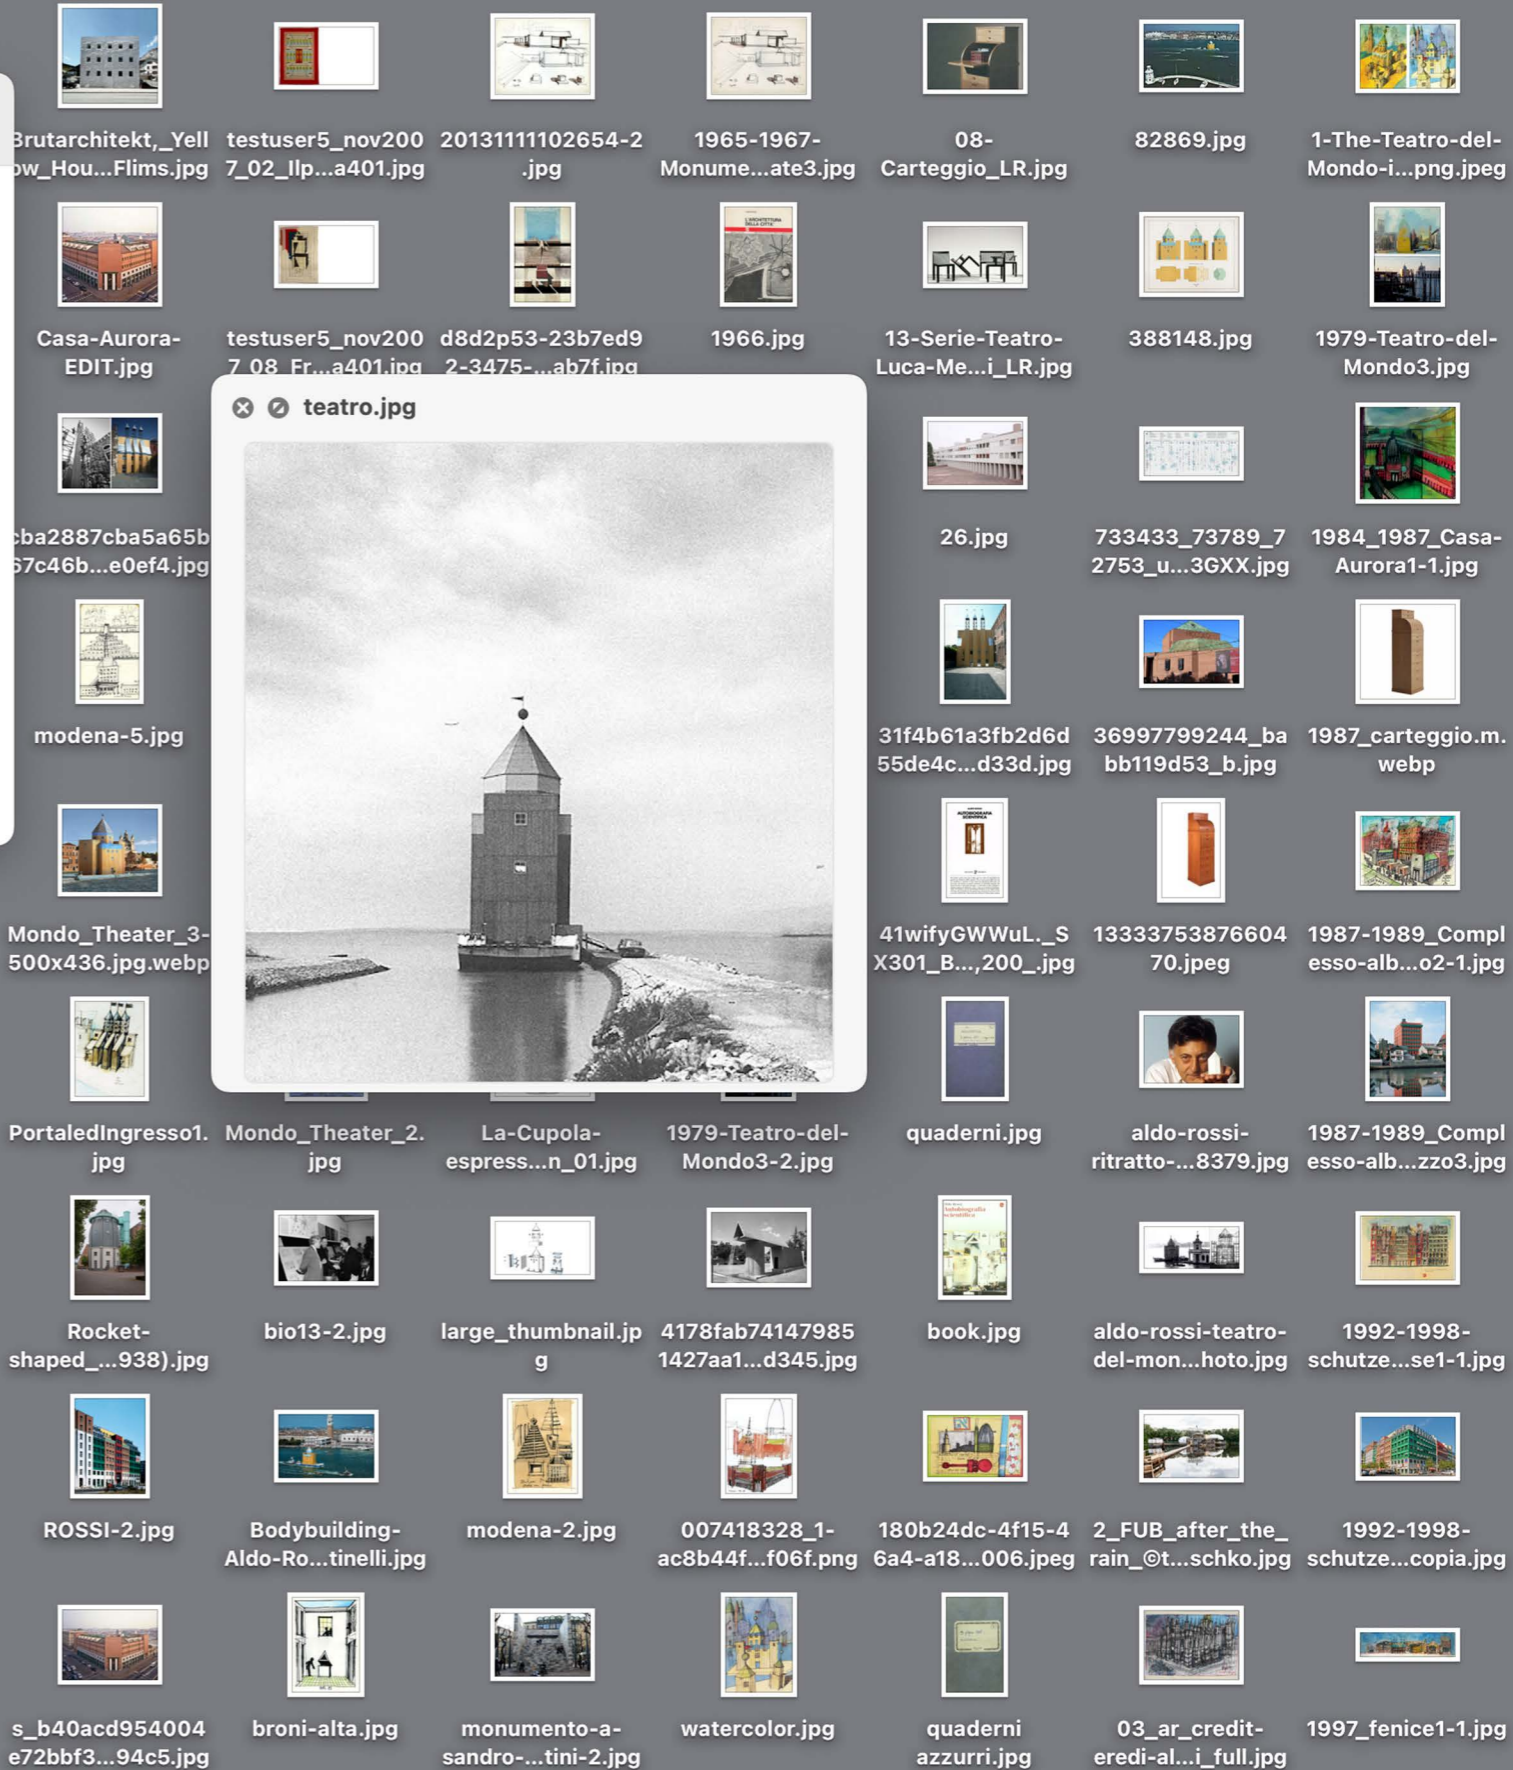 Brutarchitekt,_Yell
ow_Hou...Flims.jpg
testuser5_nov200
7_02_Ilp...a401.jpg
20131111102654-2
.jpg
1965-1967-
Monume...ate3.jpg
08-
Carteggio_LR.jpg
82869.jpg
1-The-Teatro-del-
Mondo-i...png.jpeg
Casa-Aurora-
EDIT.jpg
testuser5_nov200
7_08_Fr...a401.jpg
d8d2p53-23b7ed9
2-3475-...ab7f.jpg
L'ARCHITETTURA
DELLA CITTÀ
1966.jpg
13-Serie-Teatro-
Luca-Me...i_LR.jpg
388148.jpg
1979-Teatro-del-
Mondo3.jpg
teatro.jpg
cba2887cba5a65b
67c46b...e0ef4.jpg
26.jpg
733433_73789_7
2753_u...3GXX.jpg
1984_1987_Casa-
Aurora1-1.jpg
modena-5.jpg
31f4b61a3fb2d6d
55de4c...d33d.jpg
36997799244_ba
bb119d53_b.jpg
1987_carteggio.m.
webp
AUTOBIOGRAFIA
SCIENTIFICA
Mondo_Theater_3-
500x436.jpg.webp
41wifyGWWuL._S
X301_B...,200_.jpg
13333753876604
70.jpeg
1987-1989_Compl
esso-alb...o2-1.jpg
PortaledIngresso1.
jpg
Mondo_Theater_2.
jpg
La-Cupola-
espress...n_01.jpg
1979-Teatro-del-
Mondo3-2.jpg
quaderni.jpg
aldo-rossi-
ritratto-...8379.jpg
1987-1989_Compl
esso-alb...zzo3.jpg
Autobiografia
scientifica
Rocket-
shaped_...938).jpg
bio13-2.jpg
large_thumbnail.jp
g
4178fab74147985
1427aa1...d345.jpg
book.jpg
aldo-rossi-teatro-
del-mon...hoto.jpg
1992-1998-
schutze...se1-1.jpg
ROSSI-2.jpg
Bodybuilding-
Aldo-Ro...tinelli.jpg
modena-2.jpg
007418328_1-
ac8b44f...f06f.png
180b24dc-4f15-4
6a4-a18...006.jpeg
2_FUB_after_the_
rain_©t...schko.jpg
1992-1998-
schutze...copia.jpg
s_b40acd954004
e72bbf3...94c5.jpg
broni-alta.jpg
monumento-a-
sandro-...tini-2.jpg
watercolor.jpg
quaderni
azzurri.jpg
03_ar_credit-
eredi-al...i_full.jpg
1997_fenice1-1.jpg